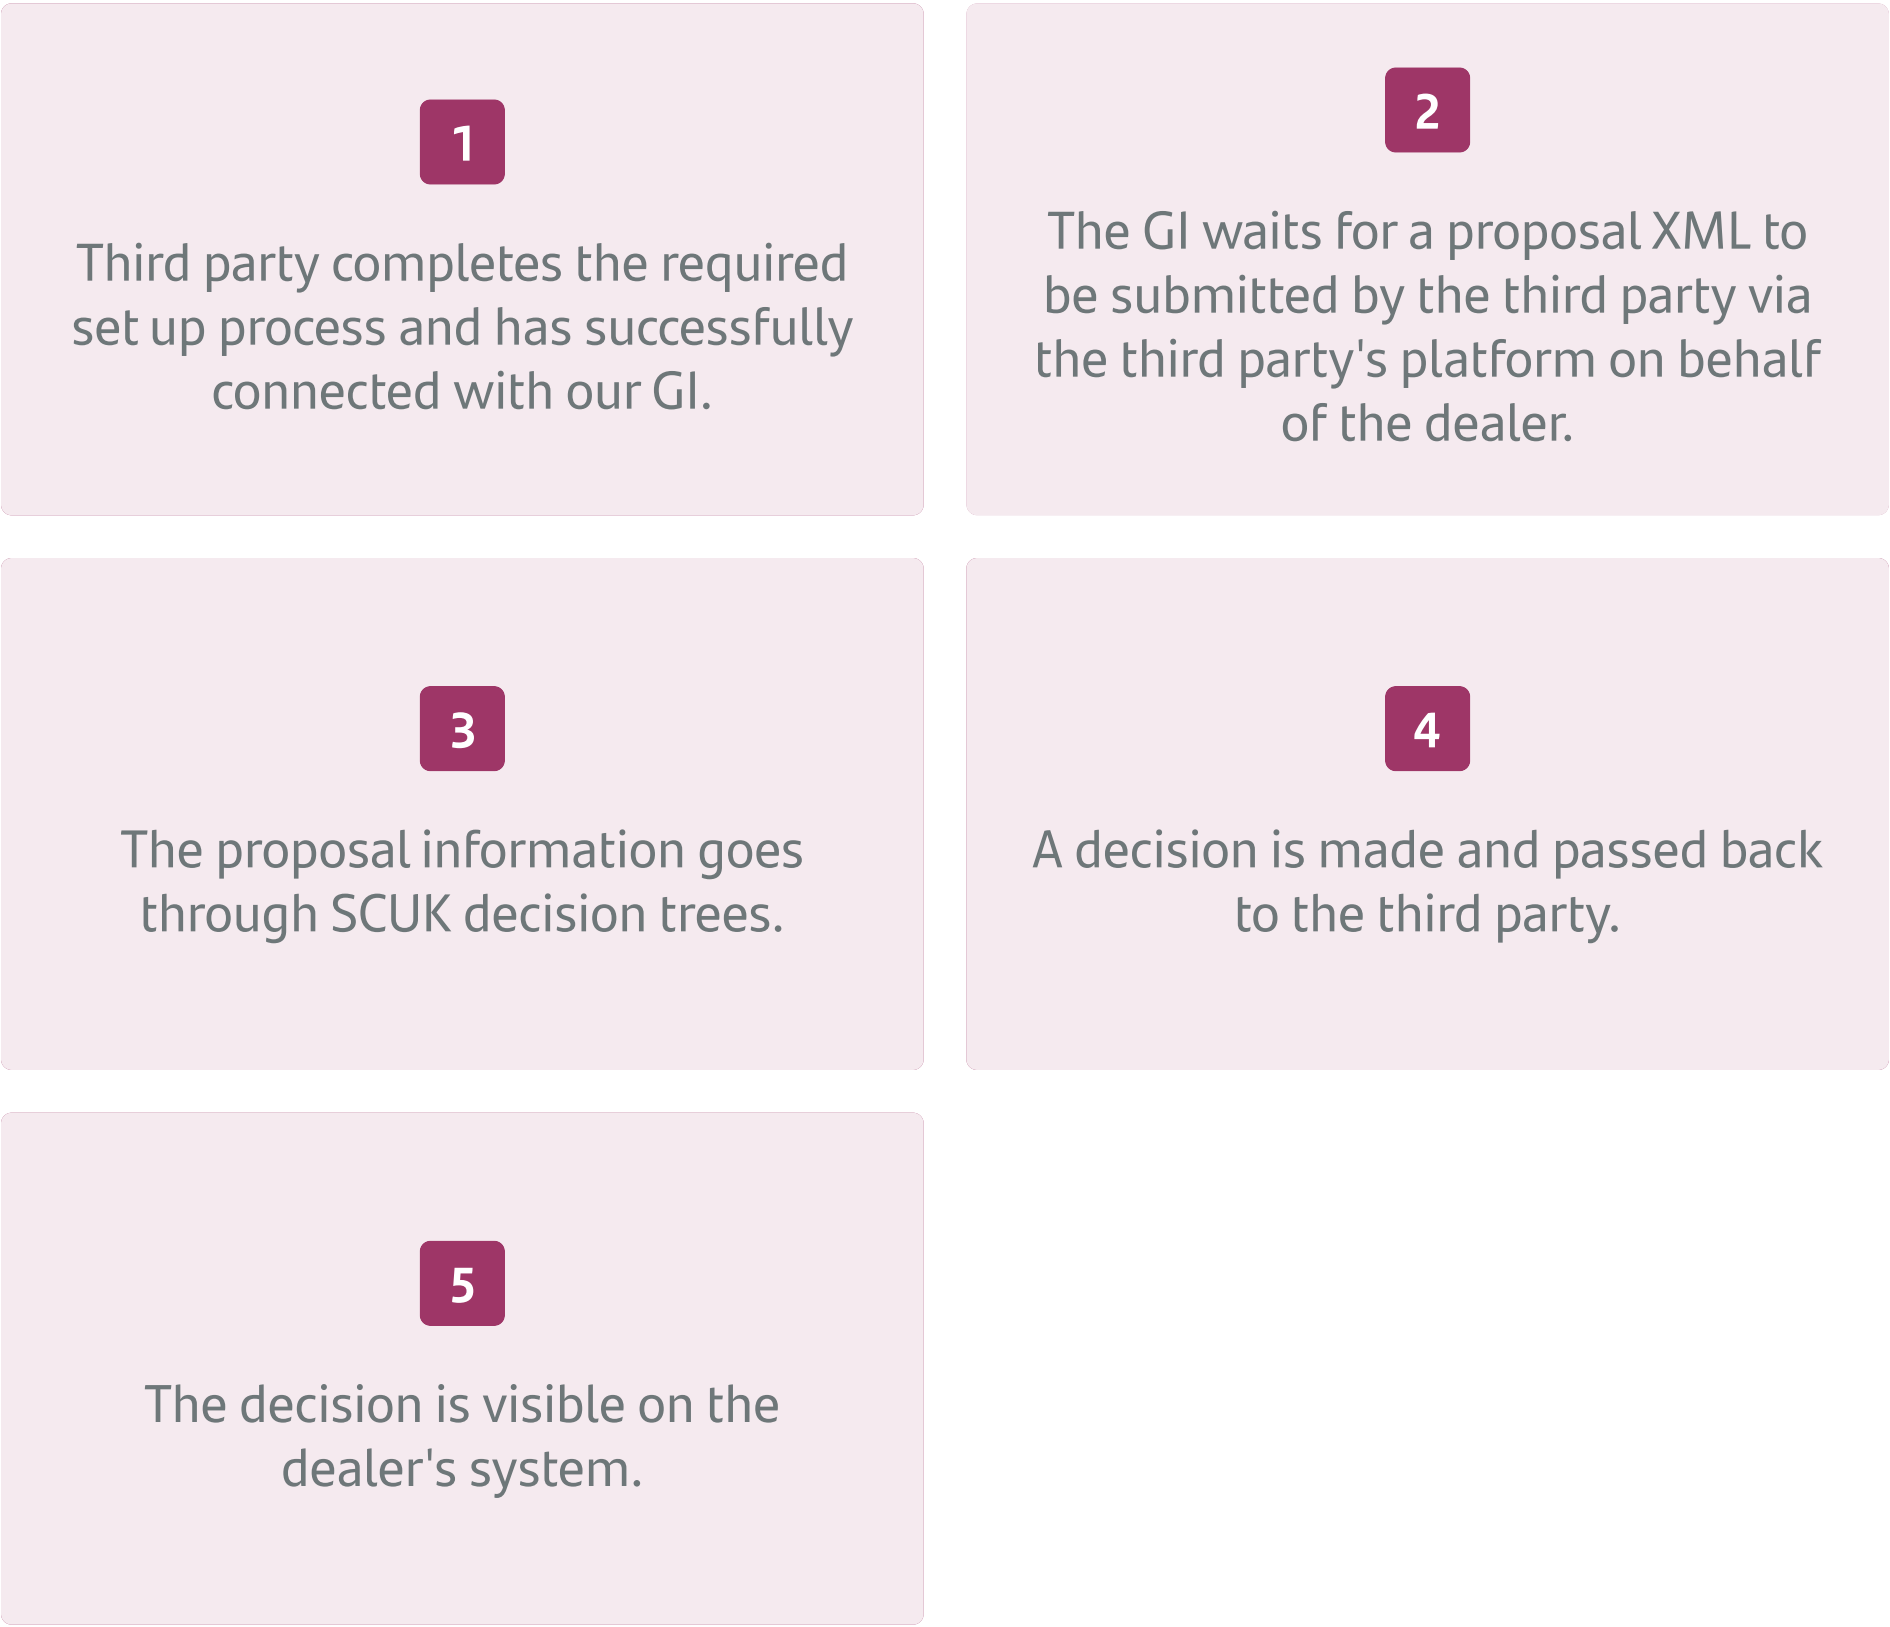 1
Third party completes the required
set up process and has successfully
connected with our GI.
2
The GI waits for a proposal XML to
be submitted by the third party via
the third party's platform on behalf
of the dealer.
3
The proposal information goes
through SCUK decision trees.
4
A decision is made and passed back
to the third party.
5
The decision is visible on the
dealer's system.